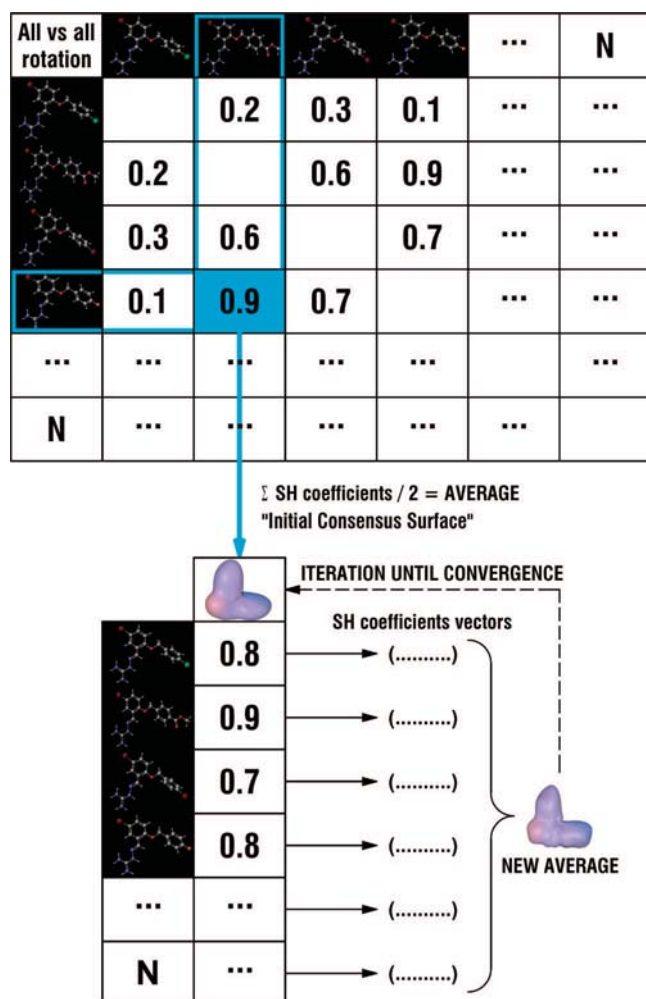 All vs all ... N
rotation
0.2 0.3 0.1 ... ...
0.2 0.6 0.9 ... ...
0.3 0.6 0.7 ... ...
0.1 0.9 0.7 ... ...
... ... ... ... ...  ...
N ... ... ... ...
Σ SH coefficients / 2 = AVERAGE
"Initial Consensus Surface"
ITERATION UNTIL CONVERGENCE
SH coefficients vectors
0.8 (..........)
0.9 (..........)
0.7 (..........)
0.8 (..........)
NEW AVERAGE
... ... (..........)
N ... (..........)